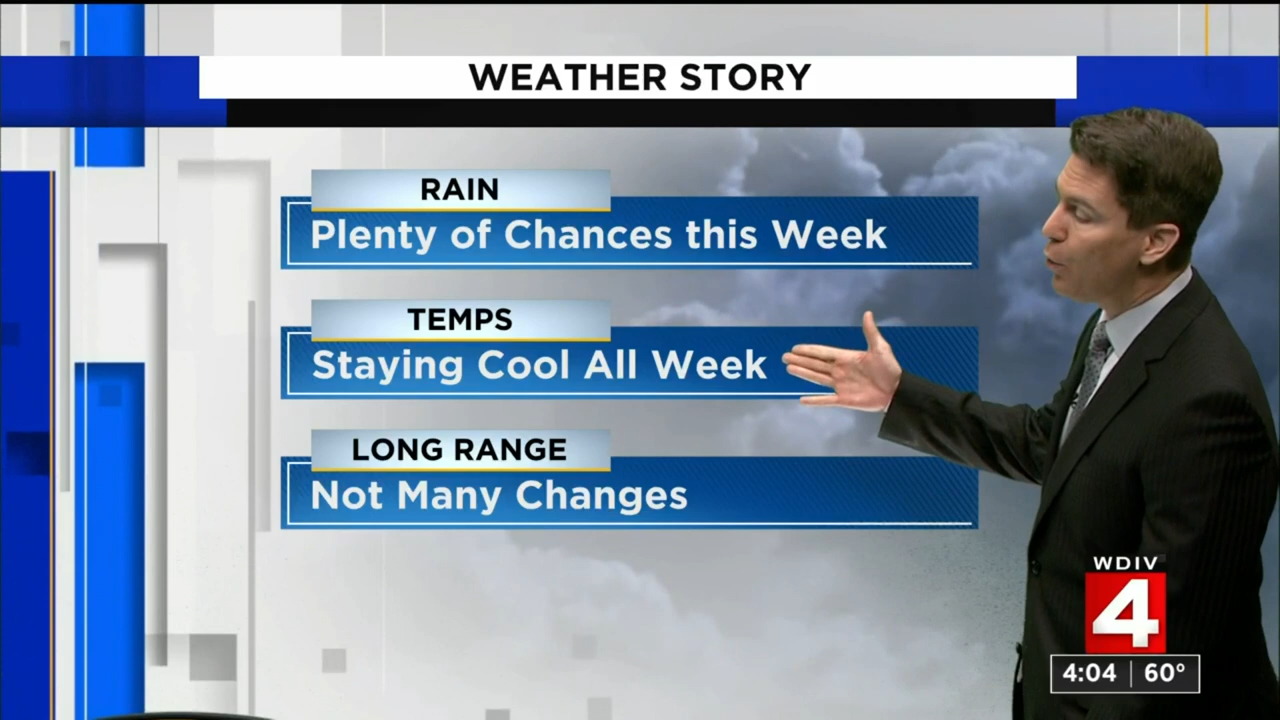 WEATHER STORY
RAIN
Plenty of Chances this Week
TEMPS
Staying Cool All Week
LONG RANGE
Not Many Changes
WDIV
4
4:04 60°